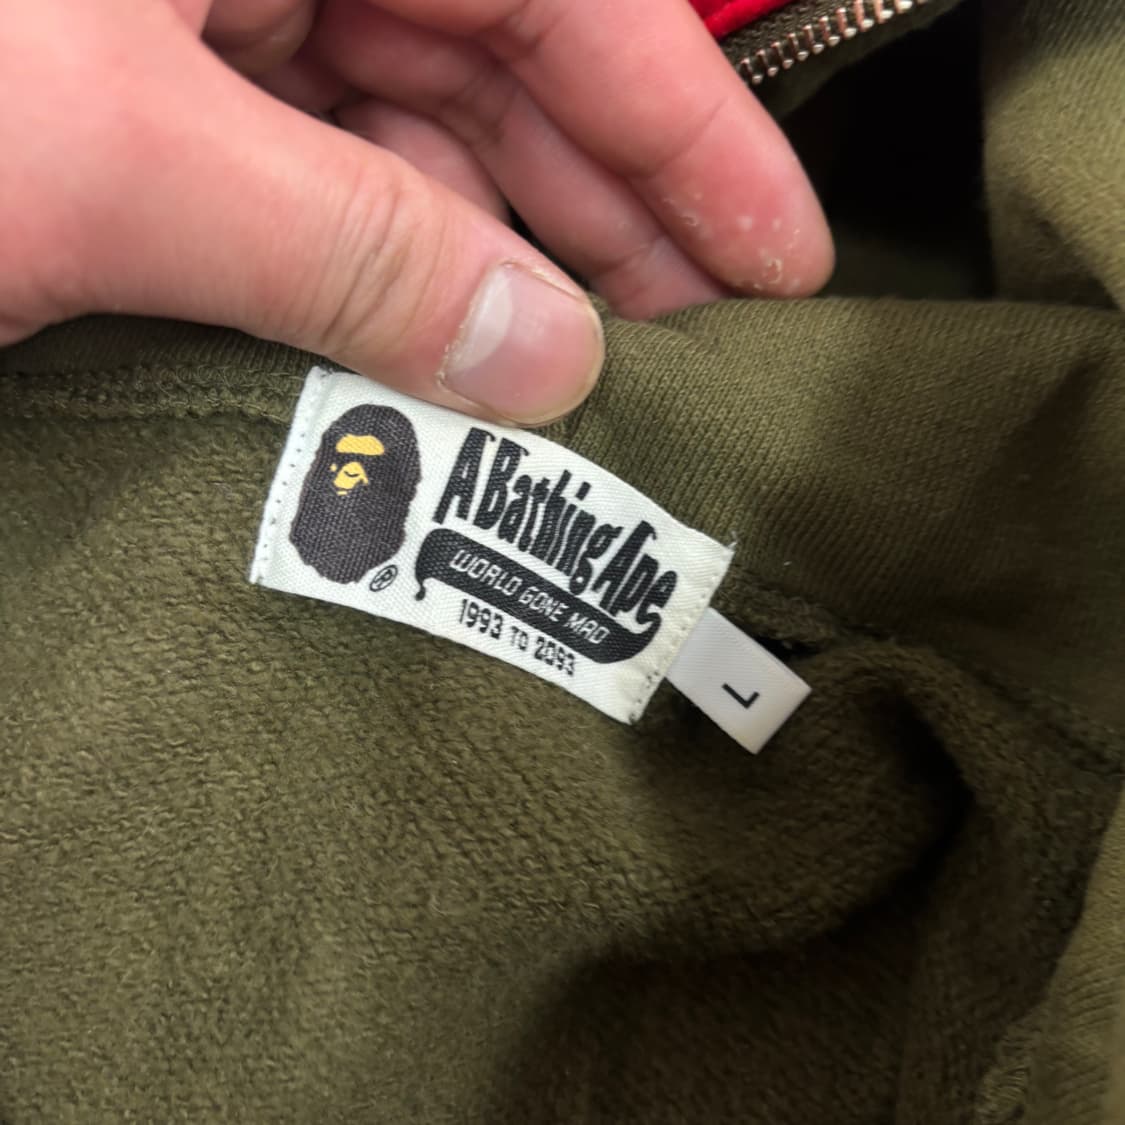 A Bathing Ape
®
WORLD GONE MAD
1993 TO 2093
L